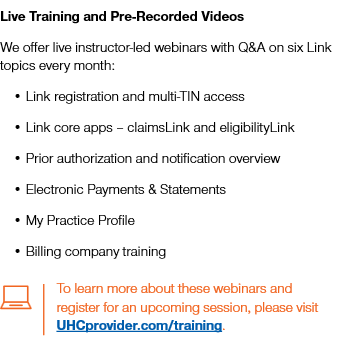 Live Training and Pre-Recorded Videos
We offer live instructor-led webinars with Q&A on six Link
topics every month:
• Link registration and multi-TIN access
• Link core apps – claimsLink and eligibilityLink
• Prior authorization and notification overview
• Electronic Payments & Statements
• My Practice Profile
• Billing company training
To learn more about these webinars and
register for an upcoming session, please visit
UHCprovider.com/training.